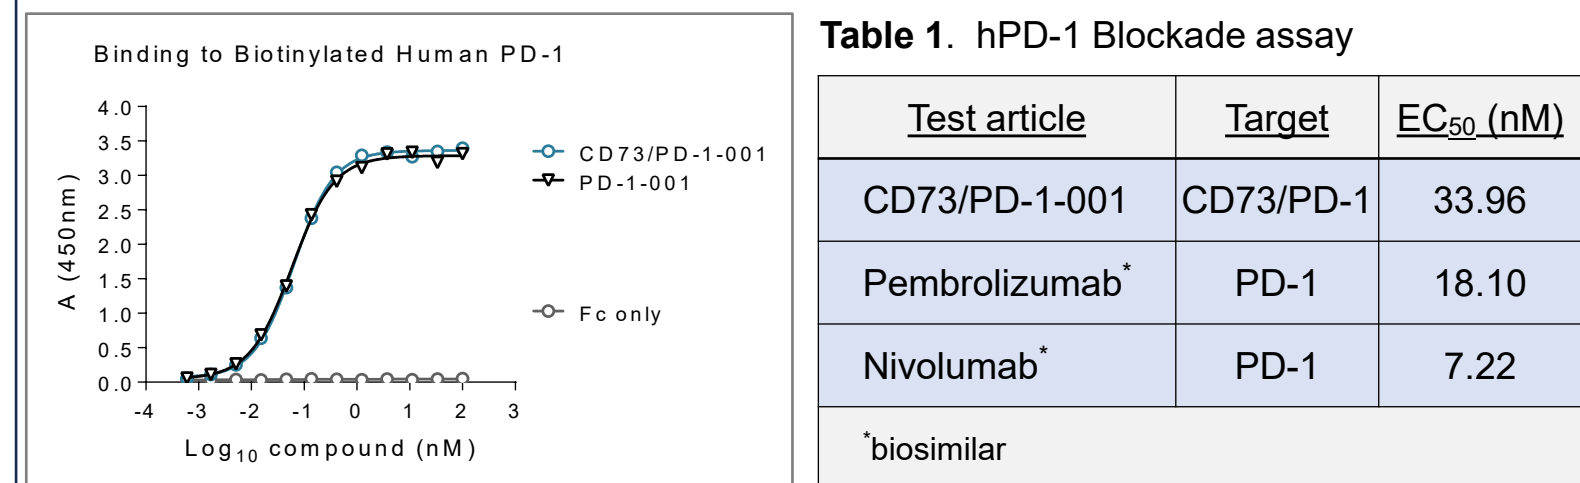 Binding to Biotinylated Human PD-1
4.0
3.5
3.0
2.5
2.0
1.5
1.0
0.5
0.0
A (450nm)
-4 -3 -2 -1 0 1 2 3
Log10 compound (nM)
CD73/PD-1-001
PD-1-001
Fc only
Table 1. hPD-1 Blockade assay
Test article Target EC50 (nM)
CD73/PD-1-001 CD73/PD-1 33.96
Pembrolizumab* PD-1 18.10
Nivolumab* PD-1 7.22
*biosimilar